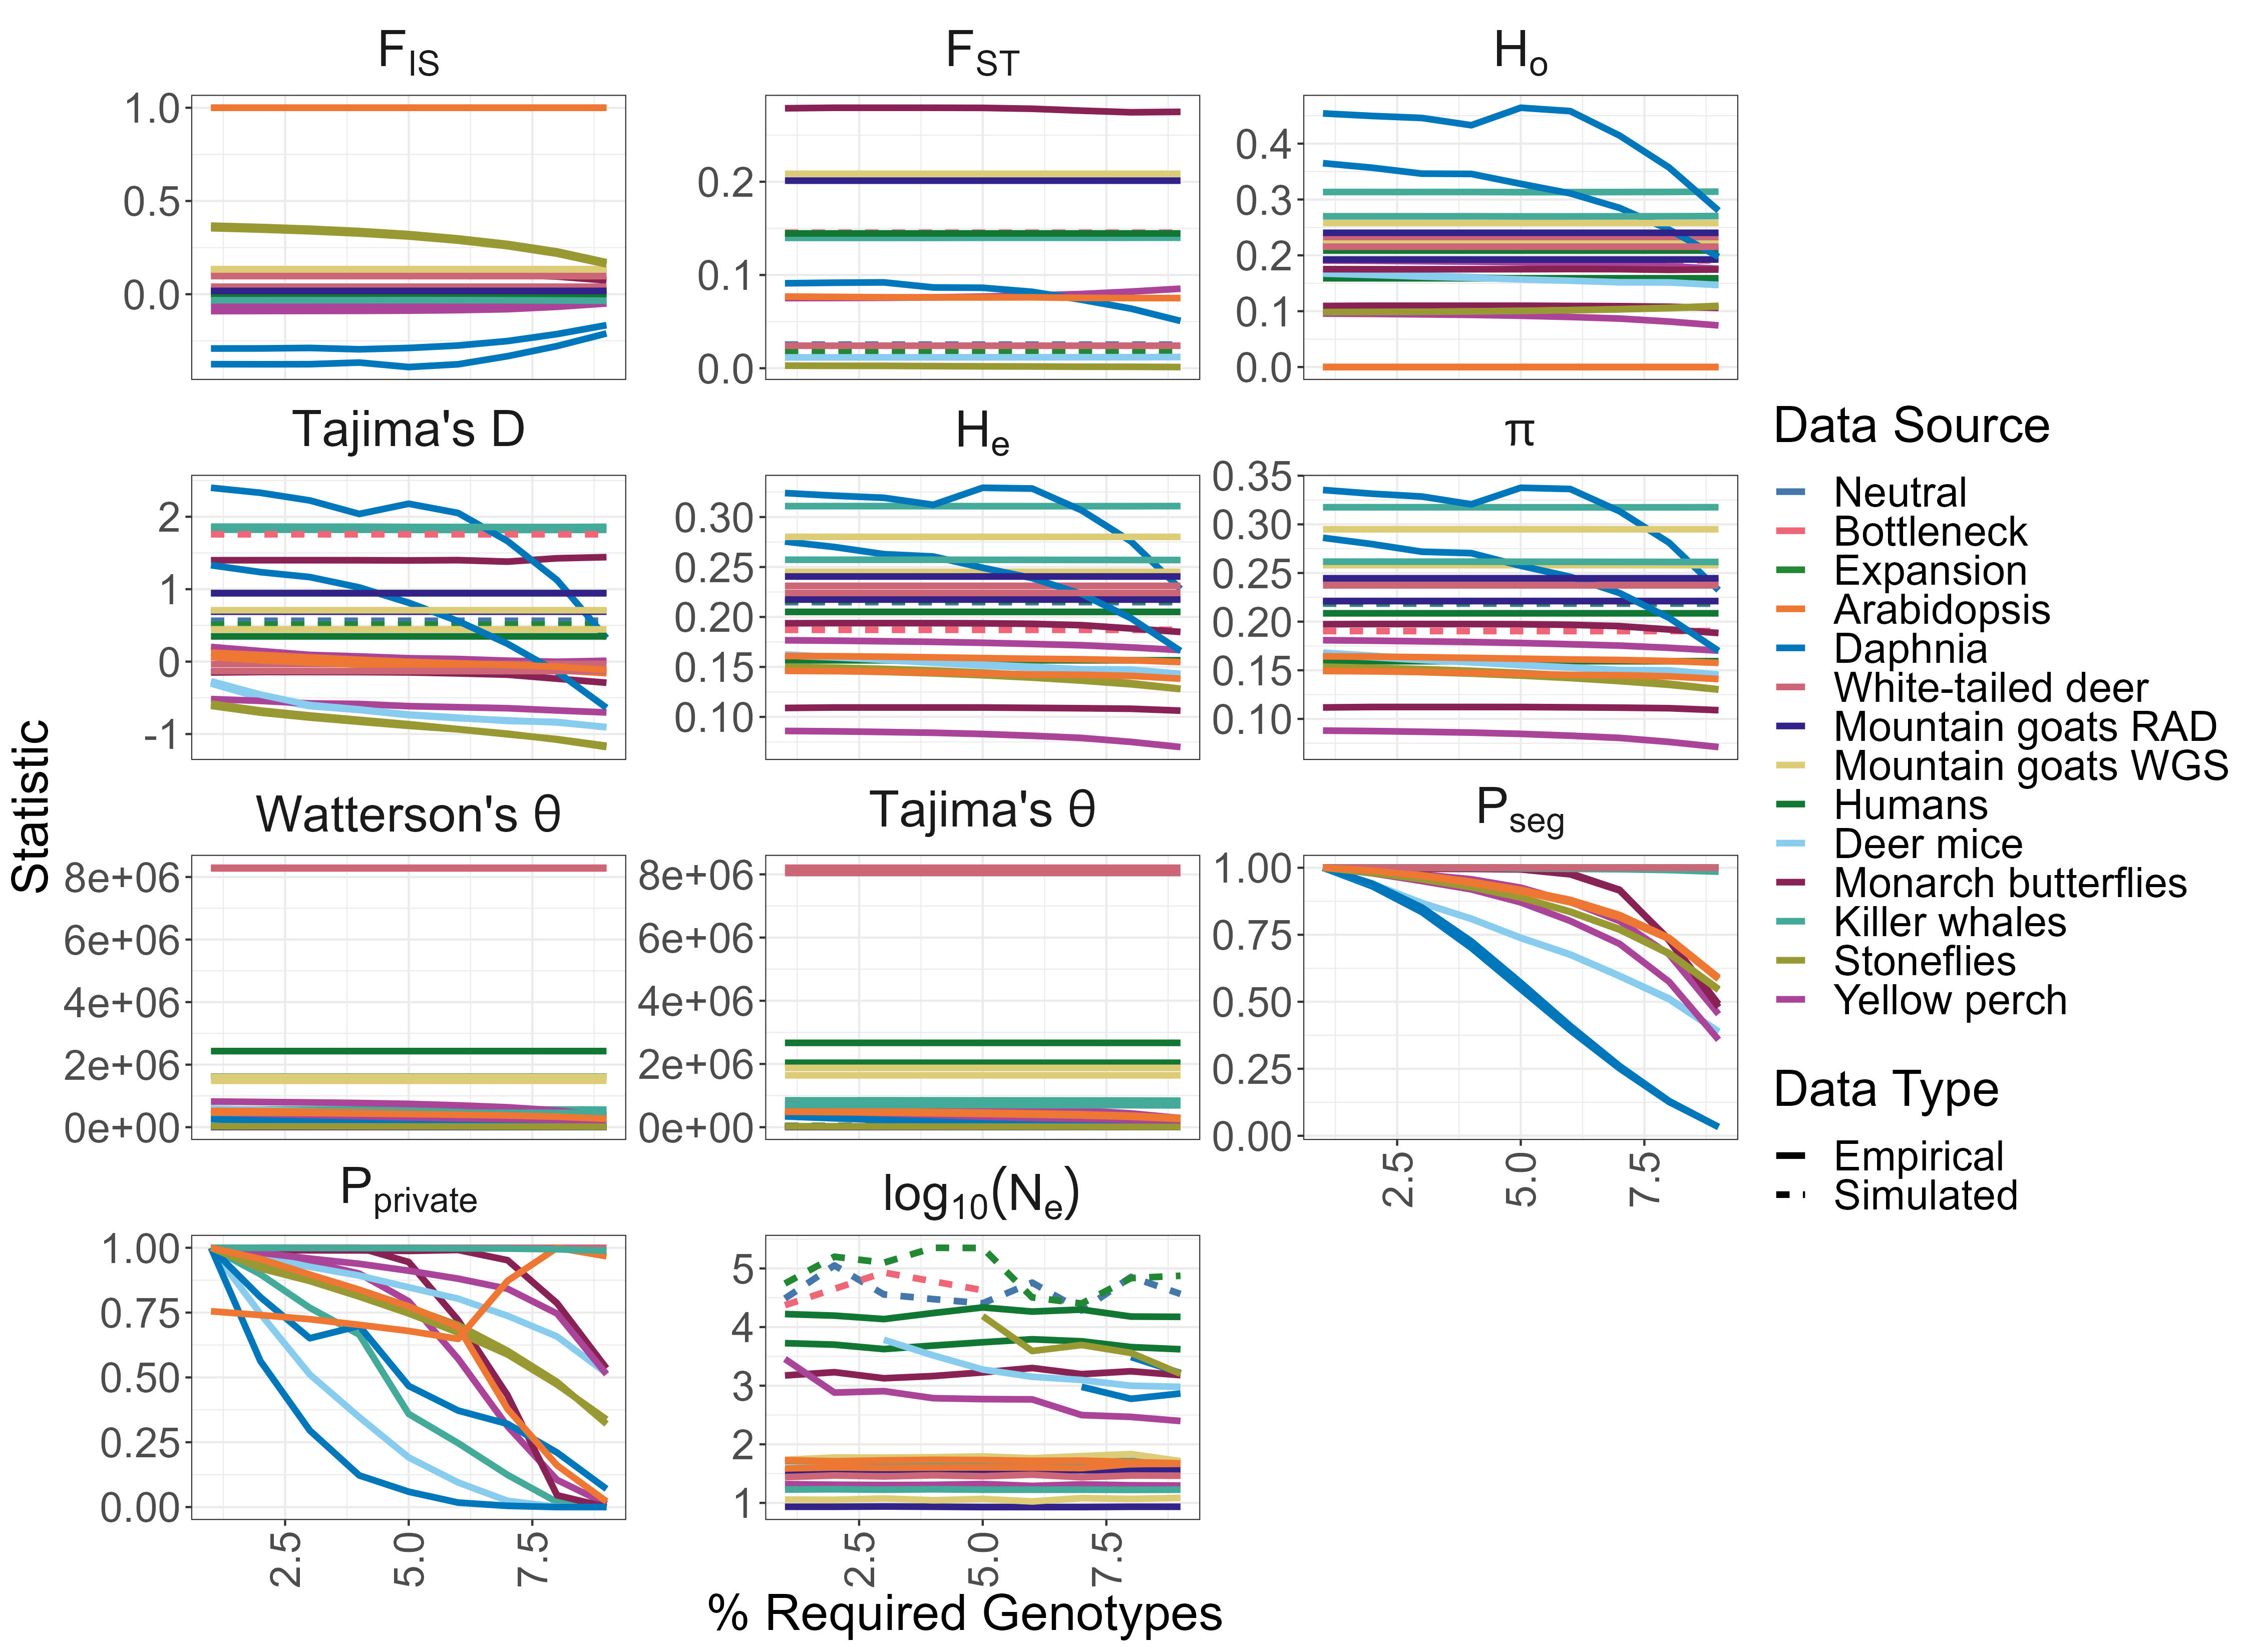 F_IS
F_ST
H_o
1.0
0.5
0.0
0.2
0.1
0.0
0.4
0.3
0.2
0.1
0.0
Tajima's D
H_e
π
2
1
0
-1
0.30
0.25
0.20
0.15
0.10
0.35
0.30
0.25
0.20
0.15
0.10
Watterson's θ
Tajima's θ
P_seg
8e+06
6e+06
4e+06
2e+06
0e+00
8e+06
6e+06
4e+06
2e+06
0e+00
1.00
0.75
0.50
0.25
0.00
2.5
5.0
7.5
P_private
log10(N_e)
1.00
0.75
0.50
0.25
0.00
2.5
5.0
7.5
5
4
3
2
1
2.5
5.0
7.5
Statistic
% Required Genotypes
Data Source
Neutral
Bottleneck
Expansion
Arabidopsis
Daphnia
White-tailed deer
Mountain goats RAD
Mountain goats WGS
Humans
Deer mice
Monarch butterflies
Killer whales
Stoneflies
Yellow perch
Data Type
Empirical
Simulated